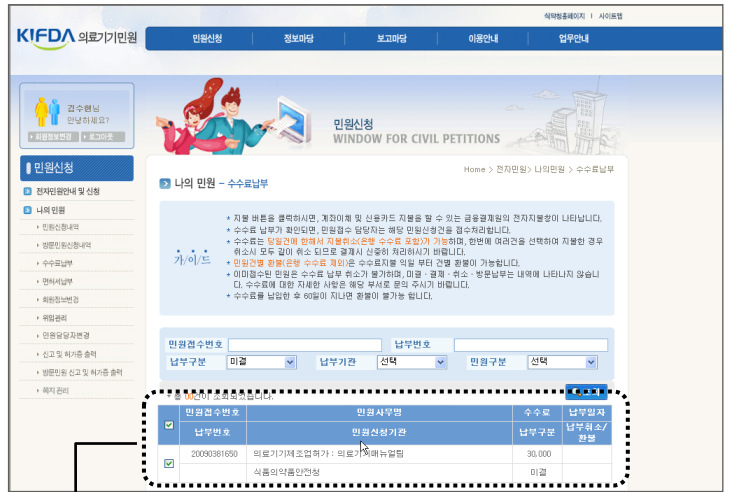 식약청홈페이지 | 사이트맵
KIFDA 의료기기민원
민원신청 정보마당 보고마당 이용안내 업무안내
김수현님
안녕하세요?
회원정보변경 로그아웃
민원신청
WINDOW FOR CIVIL PETITIONS
민원신청
전자민원안내 및 신청
나의 민원
민원신청내역
방문민원신청내역
수수료납부
면허세납부
회원정보변경
위임관리
민원담당자변경
신고 및 허가증 출력
방문민원 신고 및 허가증 출력
쪽지 관리
Home > 전자민원> 나의민원 > 수수료납부
나의 민원 - 수수료납부
가/이/드
* 지불 버튼을 클릭하시면, 계좌이체 및 신용카드 지불을 할 수 있는 금융결제원의 전자지불창이 나타납니다.
* 수수료 납부가 확인되면, 민원접수 담당자는 해당 민원신청건을 접수처리합니다.
* 수수료는 당일건에 한해서 지불취소(은행 수수료 포함)가 가능하며, 한번에 여러건을 선택하여 지불한 경우
취소시 모두 같이 취소 되므로 결제시 신중히 처리하시기 바랍니다.
* 민원건별 환불(은행 수수료 제외)은 수수료지불 익일 부터 건별 환불이 가능합니다.
* 이미접수된 민원은 수수료 납부 취소가 불가하며, 미결 · 결제 · 취소 · 방문납부는 내역에 나타나지 않습니
다. 수수료에 대한 자세한 사항은 해당 부서로 문의 주시기 바랍니다.
* 수수료를 납입한 후 60일이 지나면 환불이 불가능 합니다.
민원접수번호 납부번호
납부구분 미결 납부기관 선택 민원구분 선택
* 총 00건이 조회되었습니다.
민원접수번호 민원사무명 수수료 납부일자
납부번호 민원신청기관 납부구분 납부취소/
환불
20090381650 의료기기제조업허가 : 의료기기매뉴얼팀 30,000
식품의약품안전청 미결